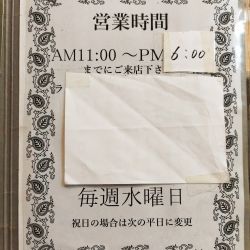 営業時間
AM11:00 ～PM 6:00
までにご来店下さ
ラ
毎週水曜日
祝日の場合は次の平日に変更